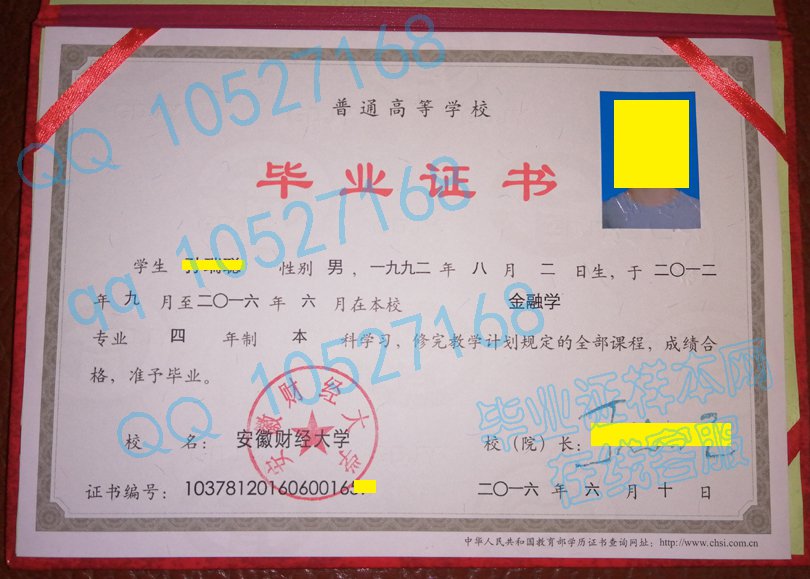 普通高等学校
毕业证书
学生 性别 男，一九九二 年 八 月 二 日生，于 二〇一二
年 九 月至二〇一六 年 六 月在本校 金融学
专业 四 年制 本 科学习，修完教学计划规定的全部课程，成绩合
格，准予毕业。
校 名： 安徽财经大学 校（院）长：
安徽财经大学
证书编号： 10378120160600165 二〇一六 年 六 月 十 日
中华人民共和国教育部学历证书查询网址：http://www.chsi.com.cn
QQ 10527168
qq 10527168
QQ 10527168
毕业证样本网
在线客服